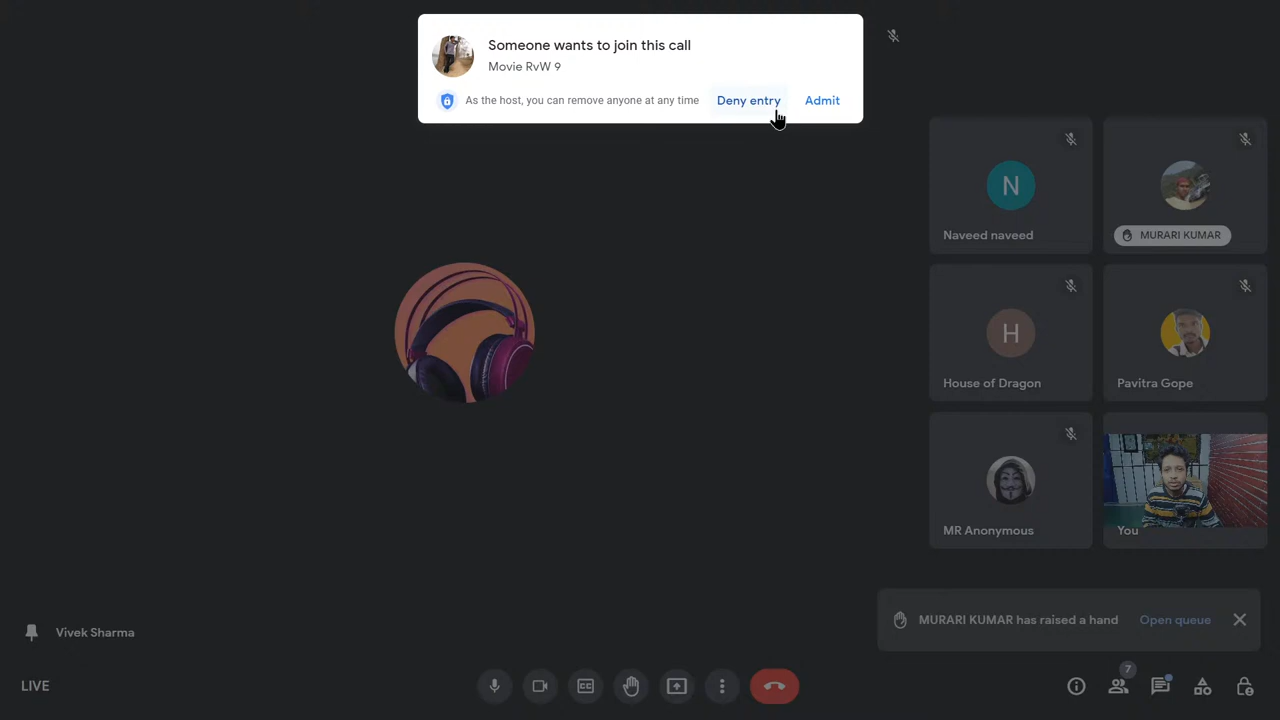 Someone wants to join this call
Movie RvW 9
As the host, you can remove anyone at any time
Deny entry
Admit
N
Naveed naveed
MURARI KUMAR
H
House of Dragon
Pavitra Gope
MR Anonymous
You
MURARI KUMAR has raised a hand
Open queue
Vivek Sharma
LIVE
CC
7